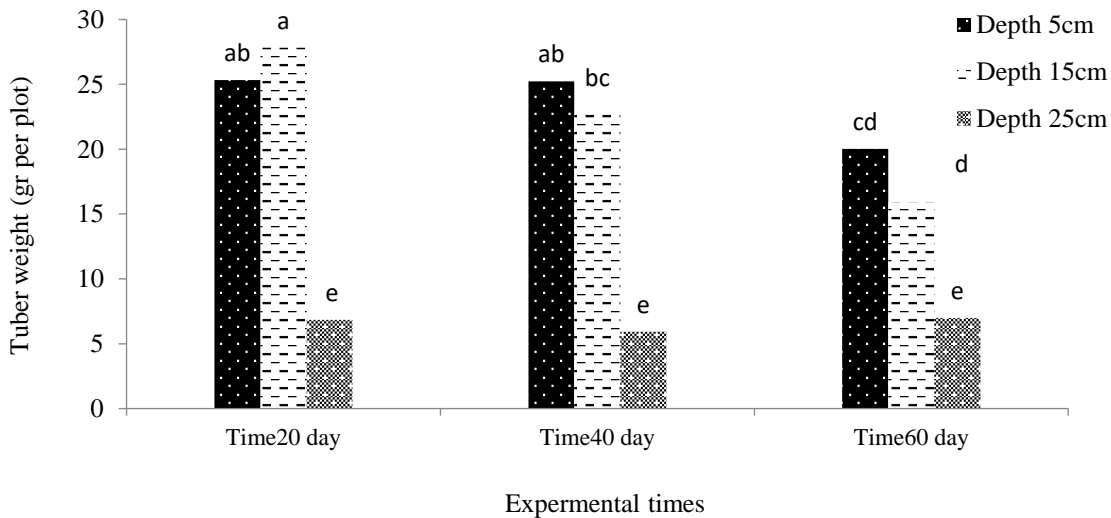 Tuber weight (gr per plot)
30
25
20
15
10
5
0
ab
a
e
ab
bc
e
cd
d
e
Depth 5cm
Depth 15cm
Depth 25cm
Time20 day
Time40 day
Time60 day
Expermental times